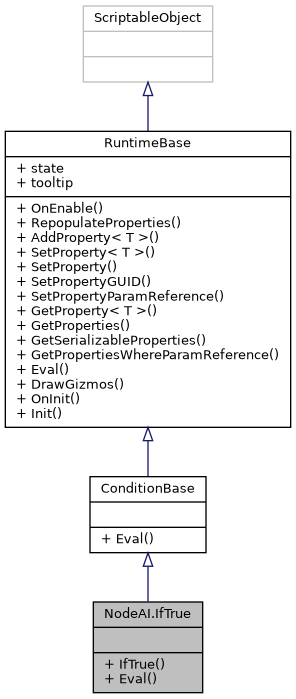 ScriptableObject
RuntimeBase
+ state
+ tooltip
+ OnEnable()
+ RepopulateProperties()
+ AddProperty< T >()
+ SetProperty< T >()
+ SetProperty()
+ SetPropertyGUID()
+ SetPropertyParamReference()
+ GetProperty< T >()
+ GetProperties()
+ GetSerializableProperties()
+ GetPropertiesWhereParamReference()
+ Eval()
+ DrawGizmos()
+ OnInit()
+ Init()
ConditionBase
+ Eval()
NodeAI.IfTrue
+ IfTrue()
+ Eval()